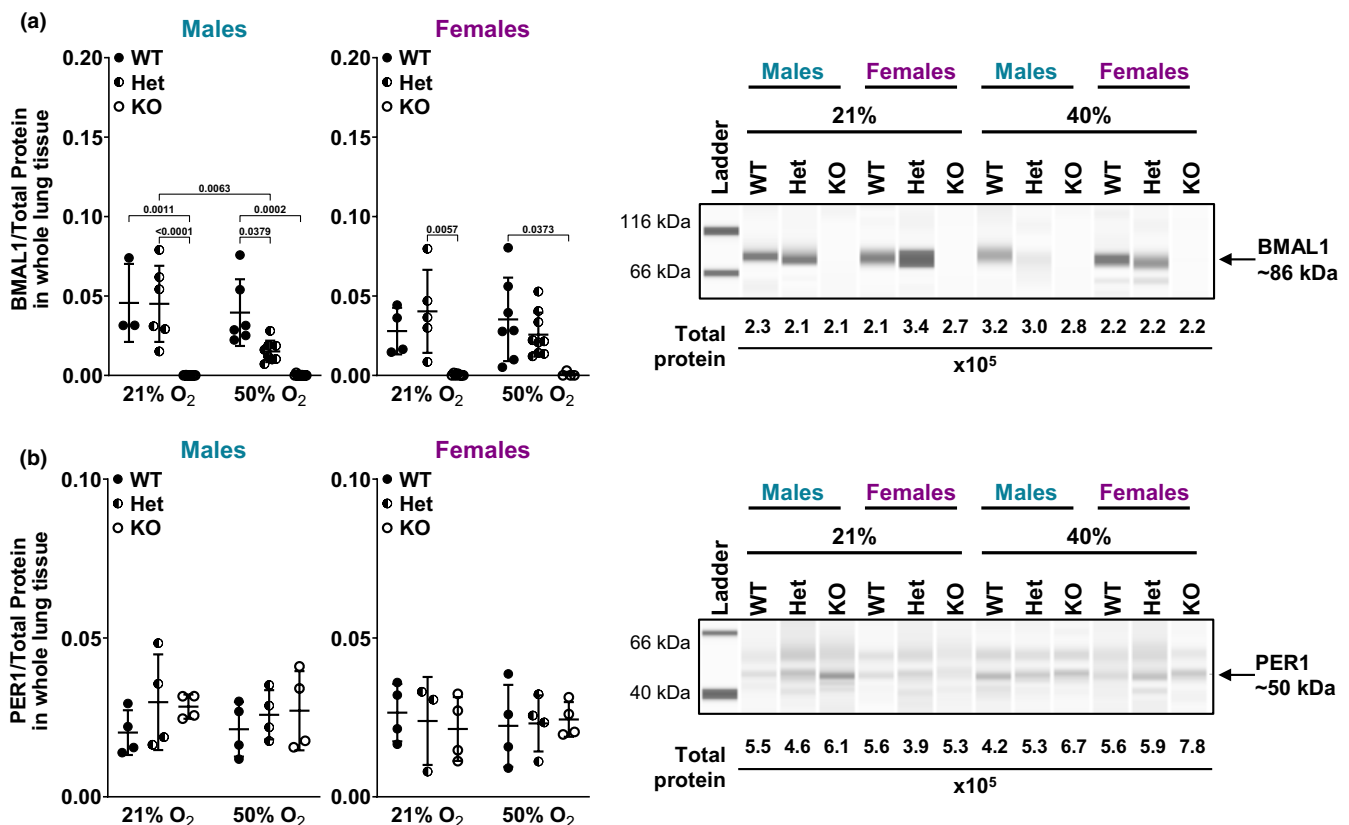 (a)
Males
Females
BMAL1/Total Protein
in whole lung tissue
0.20
0.15
0.10
0.05
0.00
WT
Het
KO
0.0063
0.0011
<0.0001
0.0002
0.0379
21% O₂
50% O₂
0.20
0.15
0.10
0.05
0.00
WT
Het
KO
0.0057
0.0373
21% O₂
50% O₂
Males Females Males Females
21% 40%
Ladder WT Het KO WT Het KO WT Het KO WT Het KO
116 kDa
66 kDa
BMAL1
~86 kDa
Total protein 2.3 2.1 2.1 2.1 3.4 2.7 3.2 3.0 2.8 2.2 2.2 2.2
x10⁵
(b)
Males
Females
PER1/Total Protein
in whole lung tissue
0.10
0.05
0.00
WT
Het
KO
21% O₂
50% O₂
0.10
0.05
0.00
WT
Het
KO
21% O₂
50% O₂
Males Females Males Females
21% 40%
Ladder WT Het KO WT Het KO WT Het KO WT Het KO
66 kDa
40 kDa
PER1
~50 kDa
Total protein 5.5 4.6 6.1 5.6 3.9 5.3 4.2 5.3 6.7 5.6 5.9 7.8
x10⁵